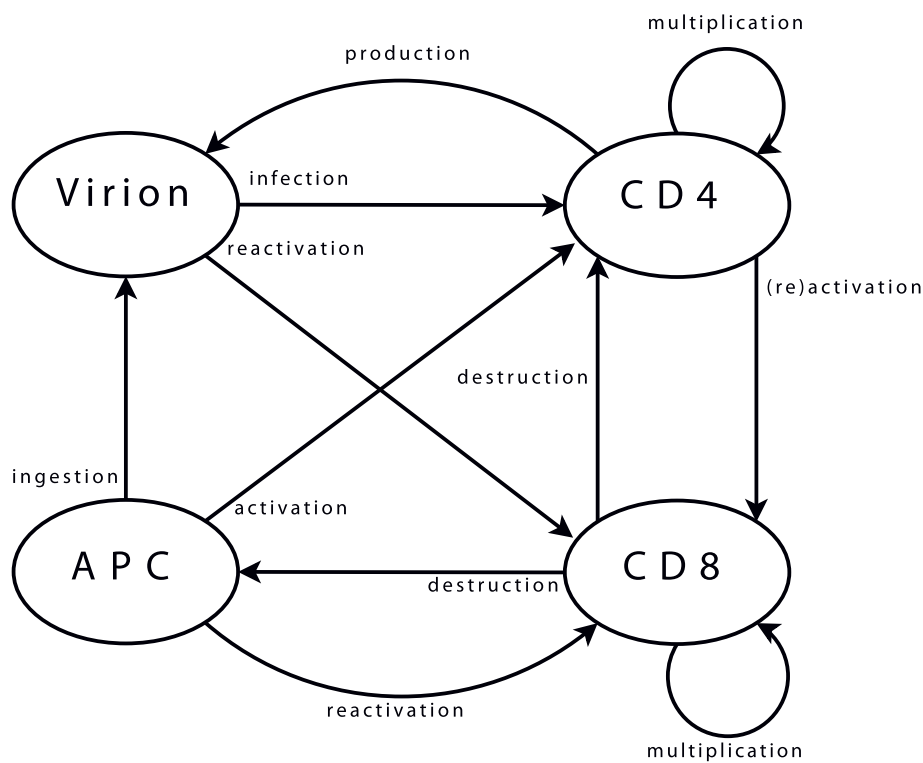 multiplication
production
infection
Virion
CD4
reactivation
(re)activation
destruction
ingestion
activation
APC
CD8
destruction
reactivation
multiplication